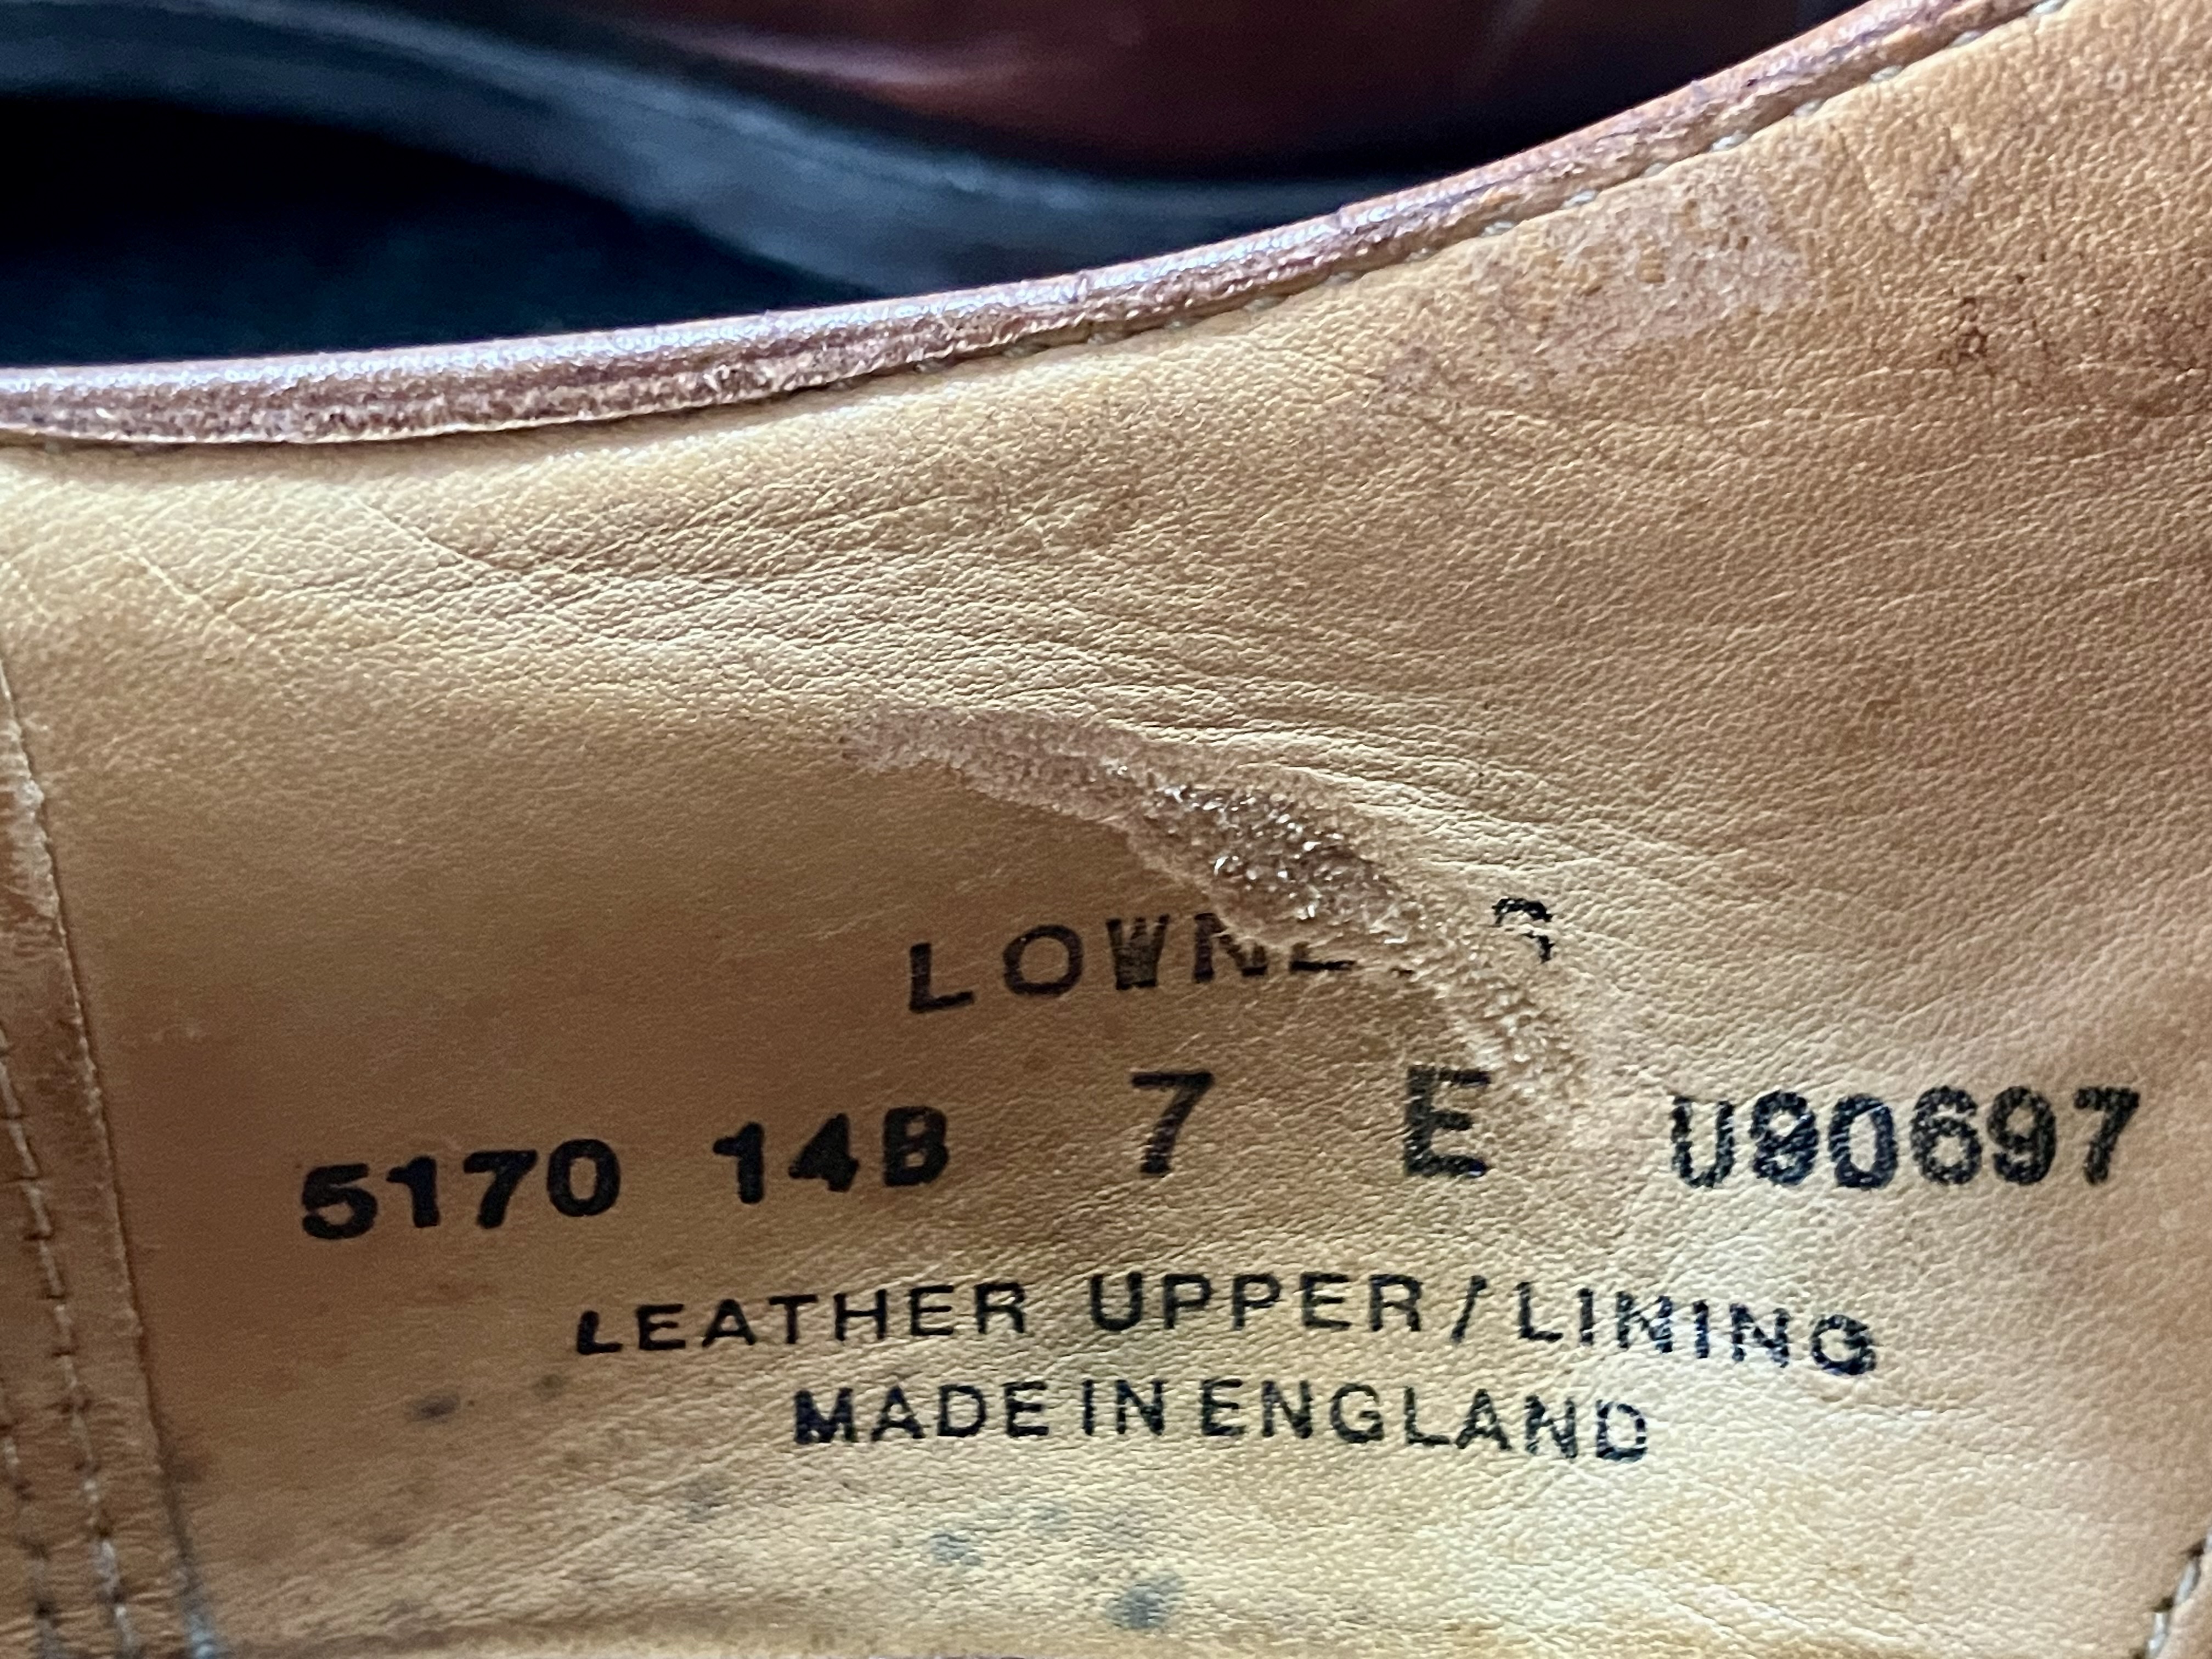 5170 14B 7 E U90697
LEATHER UPPER / LINING
MADE IN ENGLAND